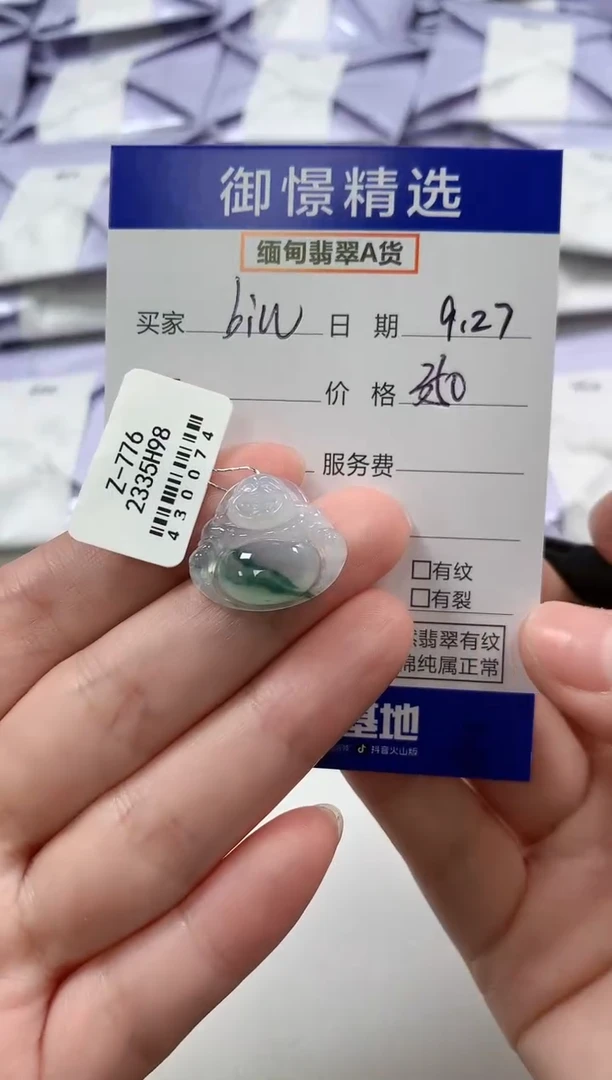 御憬精选
缅甸翡翠A货
买家 biu 日 期 9.27
价 格 350
服务费
Z-776
2335H98
430074
□有纹
□有裂
翡翠有纹
棉纯属正常
基地
抖音火山版